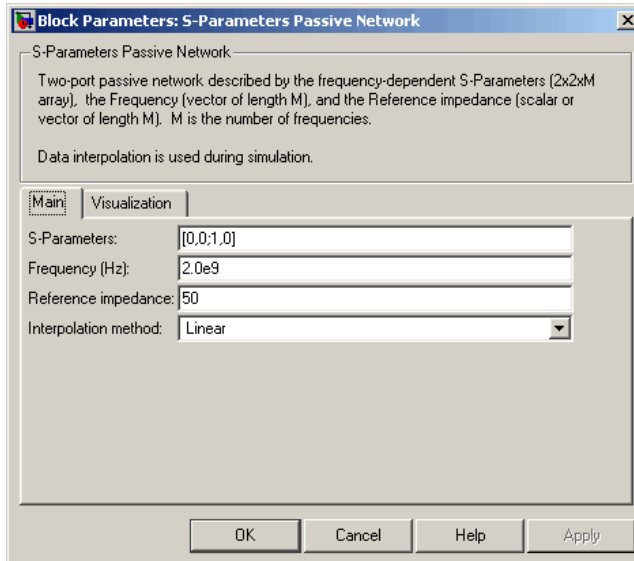 Block Parameters: S-Parameters Passive Network
S-Parameters Passive Network
Two-port passive network described by the frequency-dependent S-Parameters (2x2xM
array),  the Frequency (vector of length M), and the Reference impedance (scalar or
vector of length M).  M is the number of frequencies.
Data interpolation is used during simulation.
Main Visualization
S-Parameters: [0,0;1,0]
Frequency (Hz): 2.0e9
Reference impedance: 50
Interpolation method: Linear
OK Cancel Help Apply